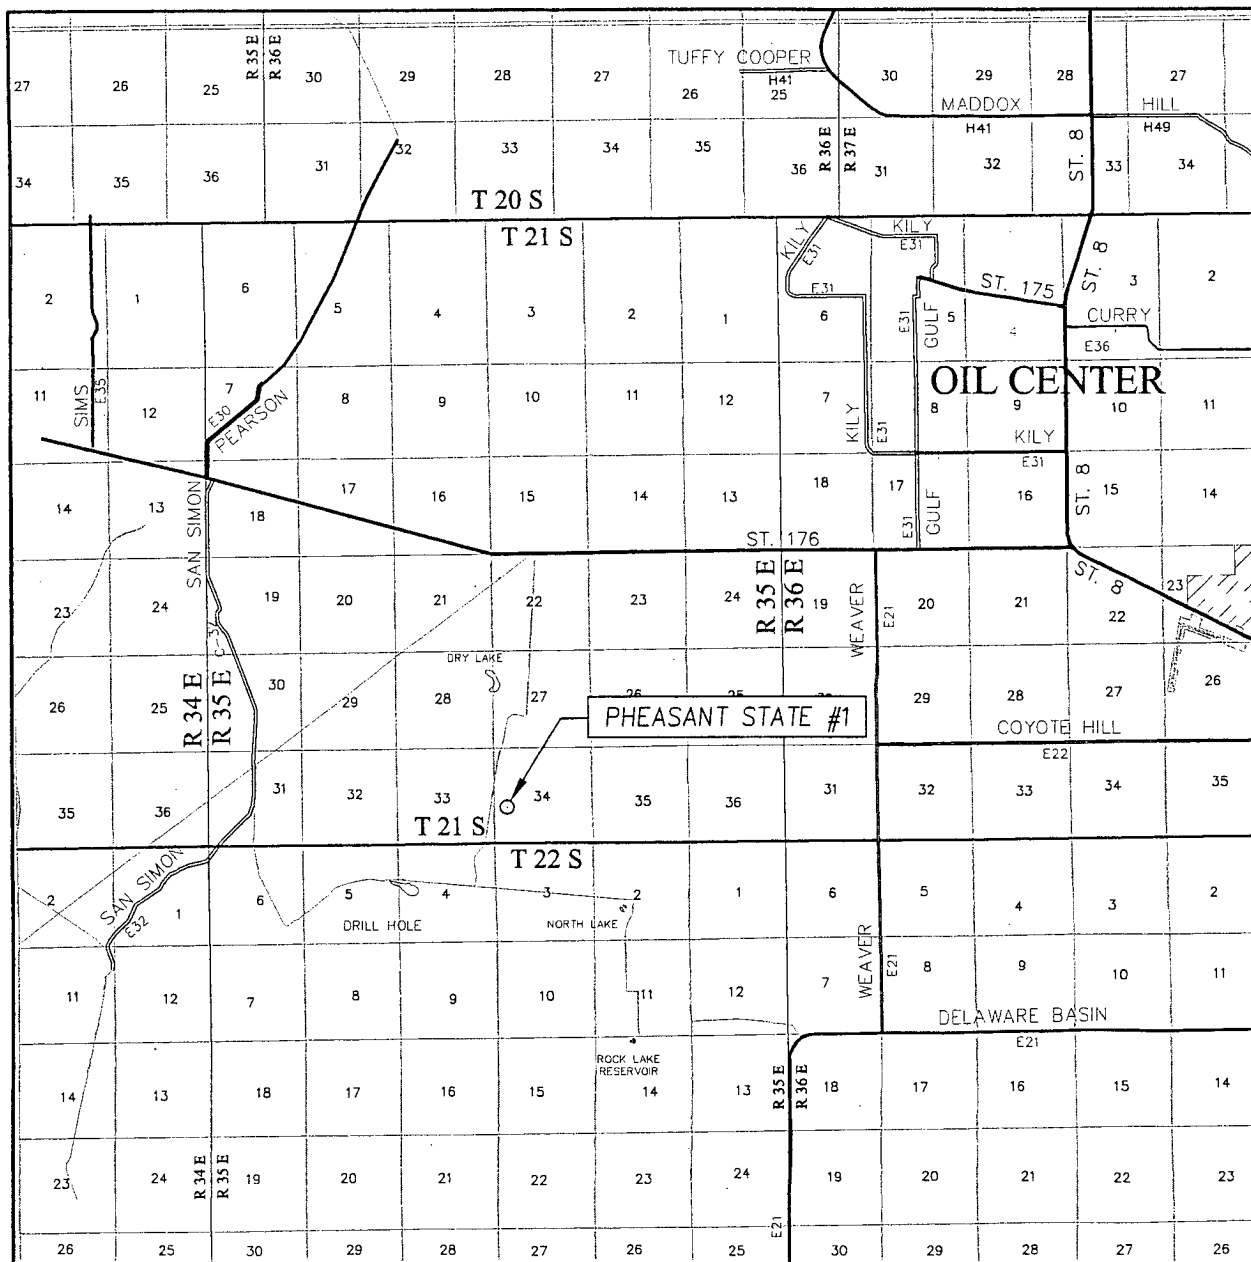 27 26 25 R 35 E R 36 E 30 29 28 27 26 TUFFY COOPER H41 25 30 29 28 27
MADDOX H41 HILL H49
34 35 36 31 32 33 34 35 36 R 36 E R 37 E 31 32 ST. 8 33 34
T 20 S
T 21 S
KILY E31 KILY E31
2 1 6 5 4 3 2 1 E31 6 E31 GULF 5 ST. 175 4 ST. 8 3 2
CURRY
E36
OIL CENTER
11 SIMS E35 12 7 E30 PEARSON 8 9 10 11 12 7 KILY E31 8 9 10 11
KILY
E31
14 13 SAN SIMON 18 17 16 15 14 13 18 17 E31 GULF 16 ST. 8 15 14
ST. 176
ST. 8
23 24 19 20 21 22 23 24 R 35 E R 36 E 19 WEAVER E21 20 21 22 23
DRY LAKE
26 25 R 34 E R 35 E 30 29 28 27 26 25 29 28 27 26
PHEASANT STATE #1
COYOTE HILL
E22
35 36 31 32 33 34 35 36 31 32 33 34 35
T 21 S
T 22 S
2 SAN SIMON E32 1 6 5 4 3 2 1 6 5 4 3 2
DRILL HOLE
NORTH LAKE
11 12 7 8 9 10 11 12 7 WEAVER E21 8 9 10 11
DELAWARE BASIN
E21
ROCK LAKE
RESERVOIR
14 13 18 17 16 15 14 13 R 35 E R 36 E 18 17 16 15 14
23 24 R 34 E R 35 E 19 20 21 22 23 24 19 20 21 22 23
E21
26 25 30 29 28 27 26 25 30 29 28 27 26